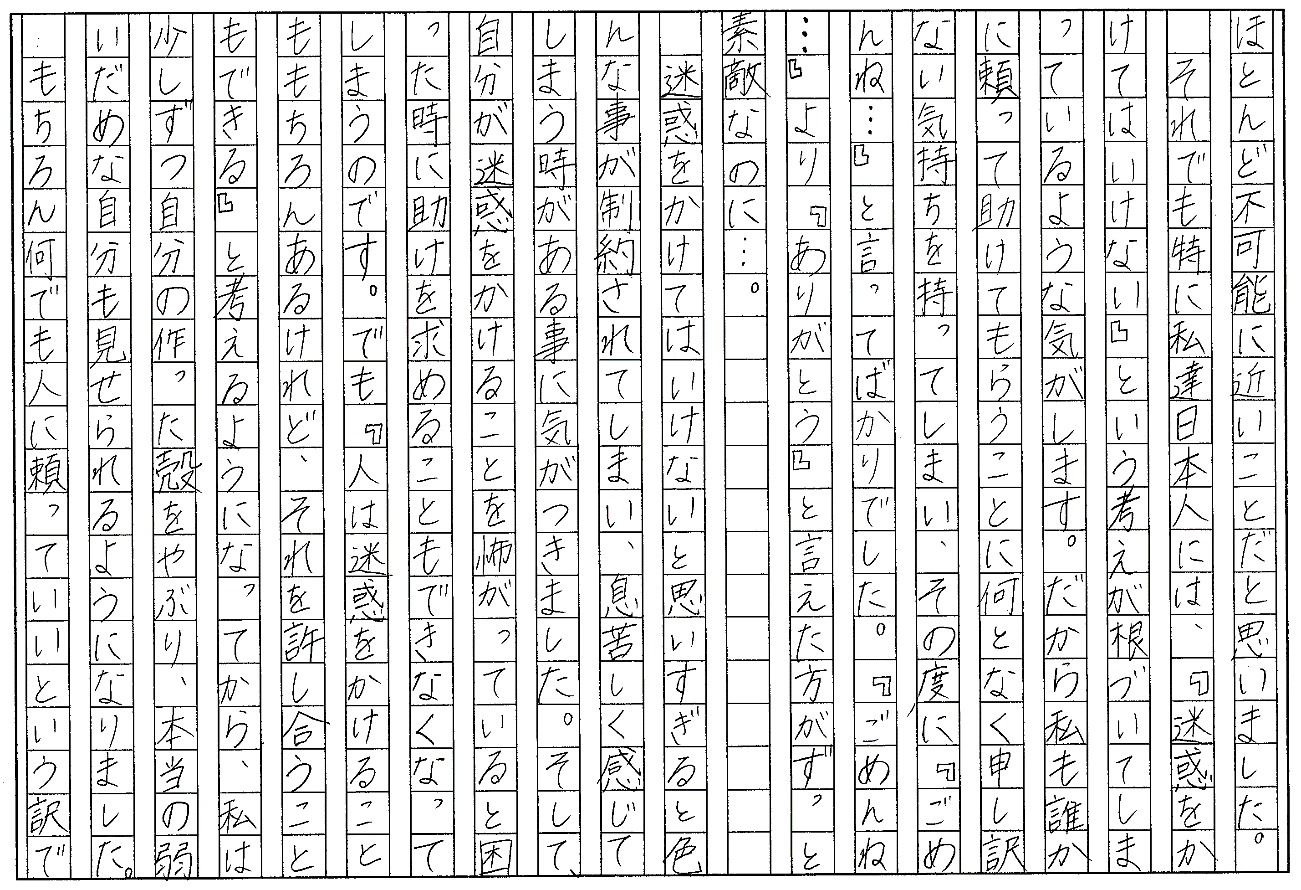 ほとんど不可能に近いことだと思いました。
　それでも特に私達日本人には、『迷惑をか
けてはいけない』という考えが根づいてしま
っているような気がします。だから私も誰か
に頼って助けてもらうことに何となく申し訳
ない気持ちを持ってしまい、その度に『ごめ
んね…』と言ってばかりでした。『ごめんね
…』より『ありがとう』と言えた方がずっと
素敵なのに…。
　迷惑をかけてはいけないと思いすぎると色
んな事が制約されてしまい、息苦しく感じて
しまう時がある事に気がつきました。そして、
自分が迷惑をかけることを怖がっていると困
った時に助けを求めることもできなくなって
しまうのです。でも『人は迷惑をかけること
ももちろんあるけれど、それを許し合うこと
もできる』と考えるようになってから、私は
少しずつ自分の作った殻をやぶり、本当の弱
いだめな自分も見せられるようになりました。
　もちろん何でも人に頼っていいという訳で